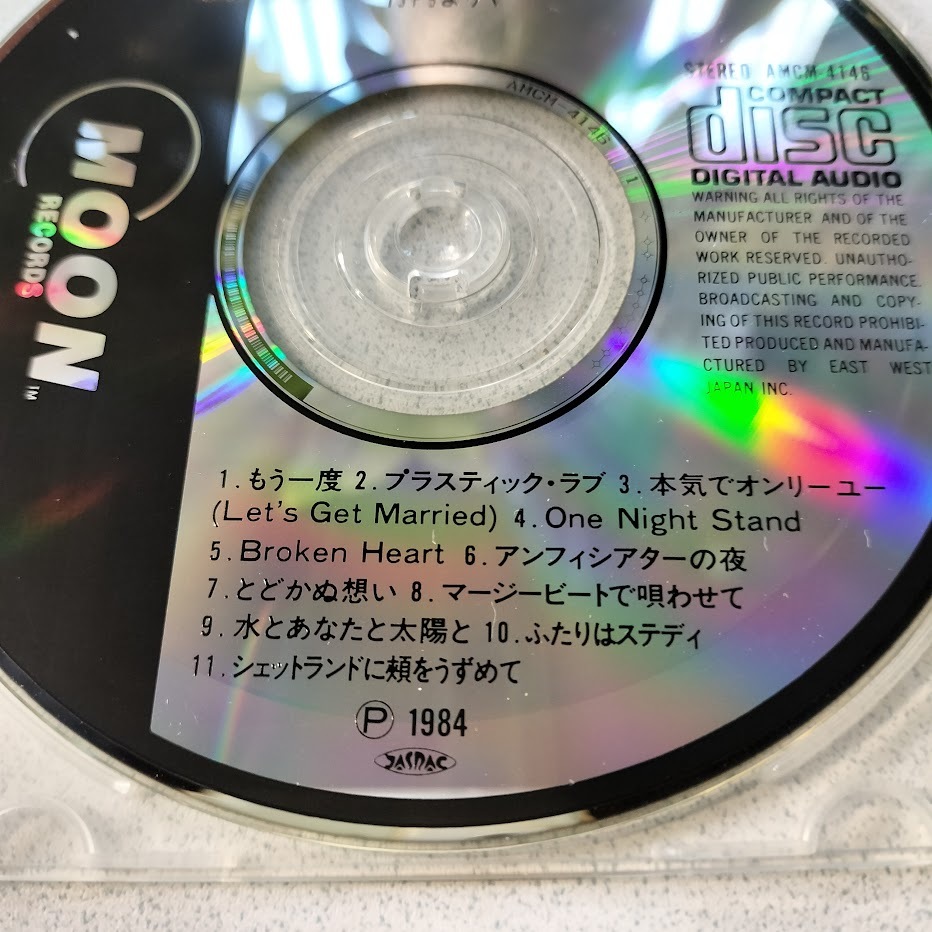 MOON
RECORDS
TM
AMCM-4146
1
STEREO AMCM-4146
COMPACT
disc
DIGITAL AUDIO
WARNING ALL RIGHTS OF THE
MANUFACTURER AND OF THE
OWNER OF THE RECORDED
WORK RESERVED. UNAUTHO-
RIZED PUBLIC PERFORMANCE.
BROADCASTING AND COPY-
ING OF THIS RECORD PROHIBI-
TED PRODUCED AND MANUFA-
CTURED BY EAST WEST
JAPAN INC.
1.もう一度 2.プラスティック・ラブ 3.本気でオンリーユー
(Let's Get Married) 4.One Night Stand
5.Broken Heart 6.アンフィシアターの夜
7.とどかぬ想い 8.マージービートで唄わせて
9.水とあなたと太陽と 10.ふたりはステディ
11.シェットランドに頬をうずめて
Ⓟ 1984
JASRAC